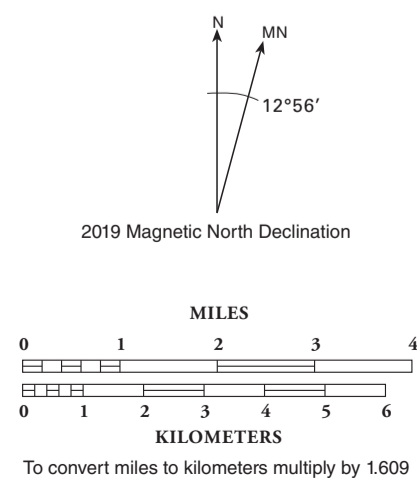 N
MN
12°56′
2019 Magnetic North Declination
MILES
0 1 2 3 4
0 1 2 3 4 5 6
KILOMETERS
To convert miles to kilometers multiply by 1.609